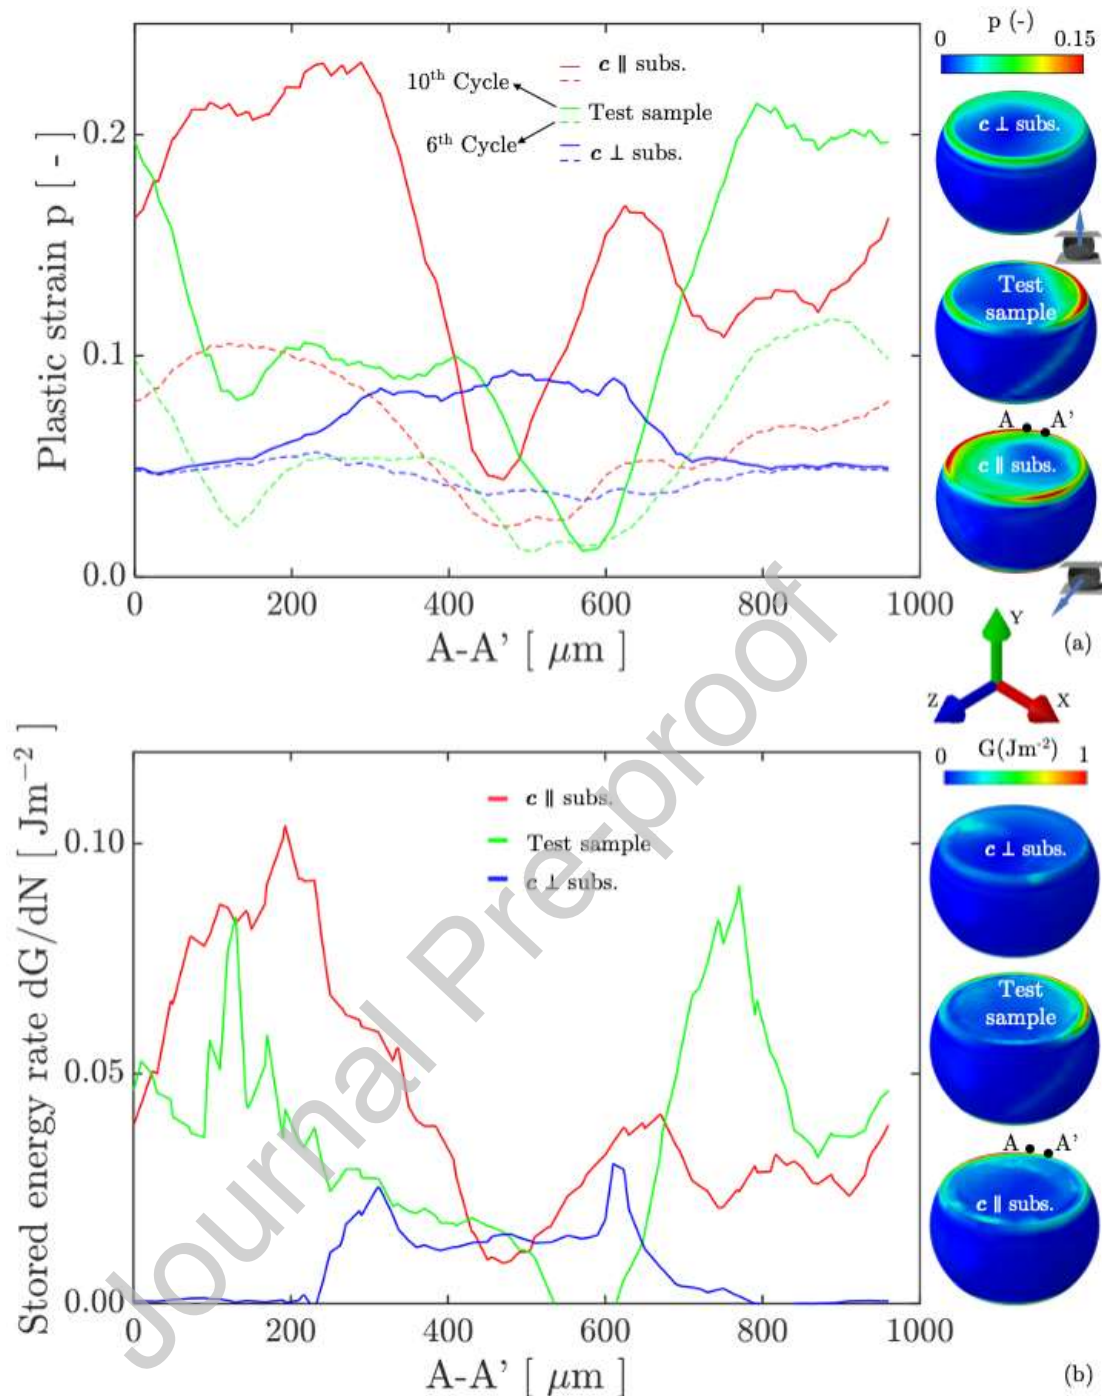 p (-)
0 0.15
c ⊥ subs.
Test
sample
A A'
c ∥ subs.
Plastic strain p [ - ]
0.2
0.1
0.0
10th Cycle
6th Cycle
c ∥ subs.
Test sample
c ⊥ subs.
0 200 400 600 800 1000
A-A' [ μm ]
Y
Z X
(a)
Stored energy rate dG/dN [ Jm−2 ]
0.10
0.05
0.00
c ∥ subs.
Test sample
c ⊥ subs.
0 200 400 600 800 1000
A-A' [ μm ]
G(Jm-2)
0 1
c ⊥ subs.
Test
sample
A A'
c ∥ subs.
(b)
Journal Pre-proof